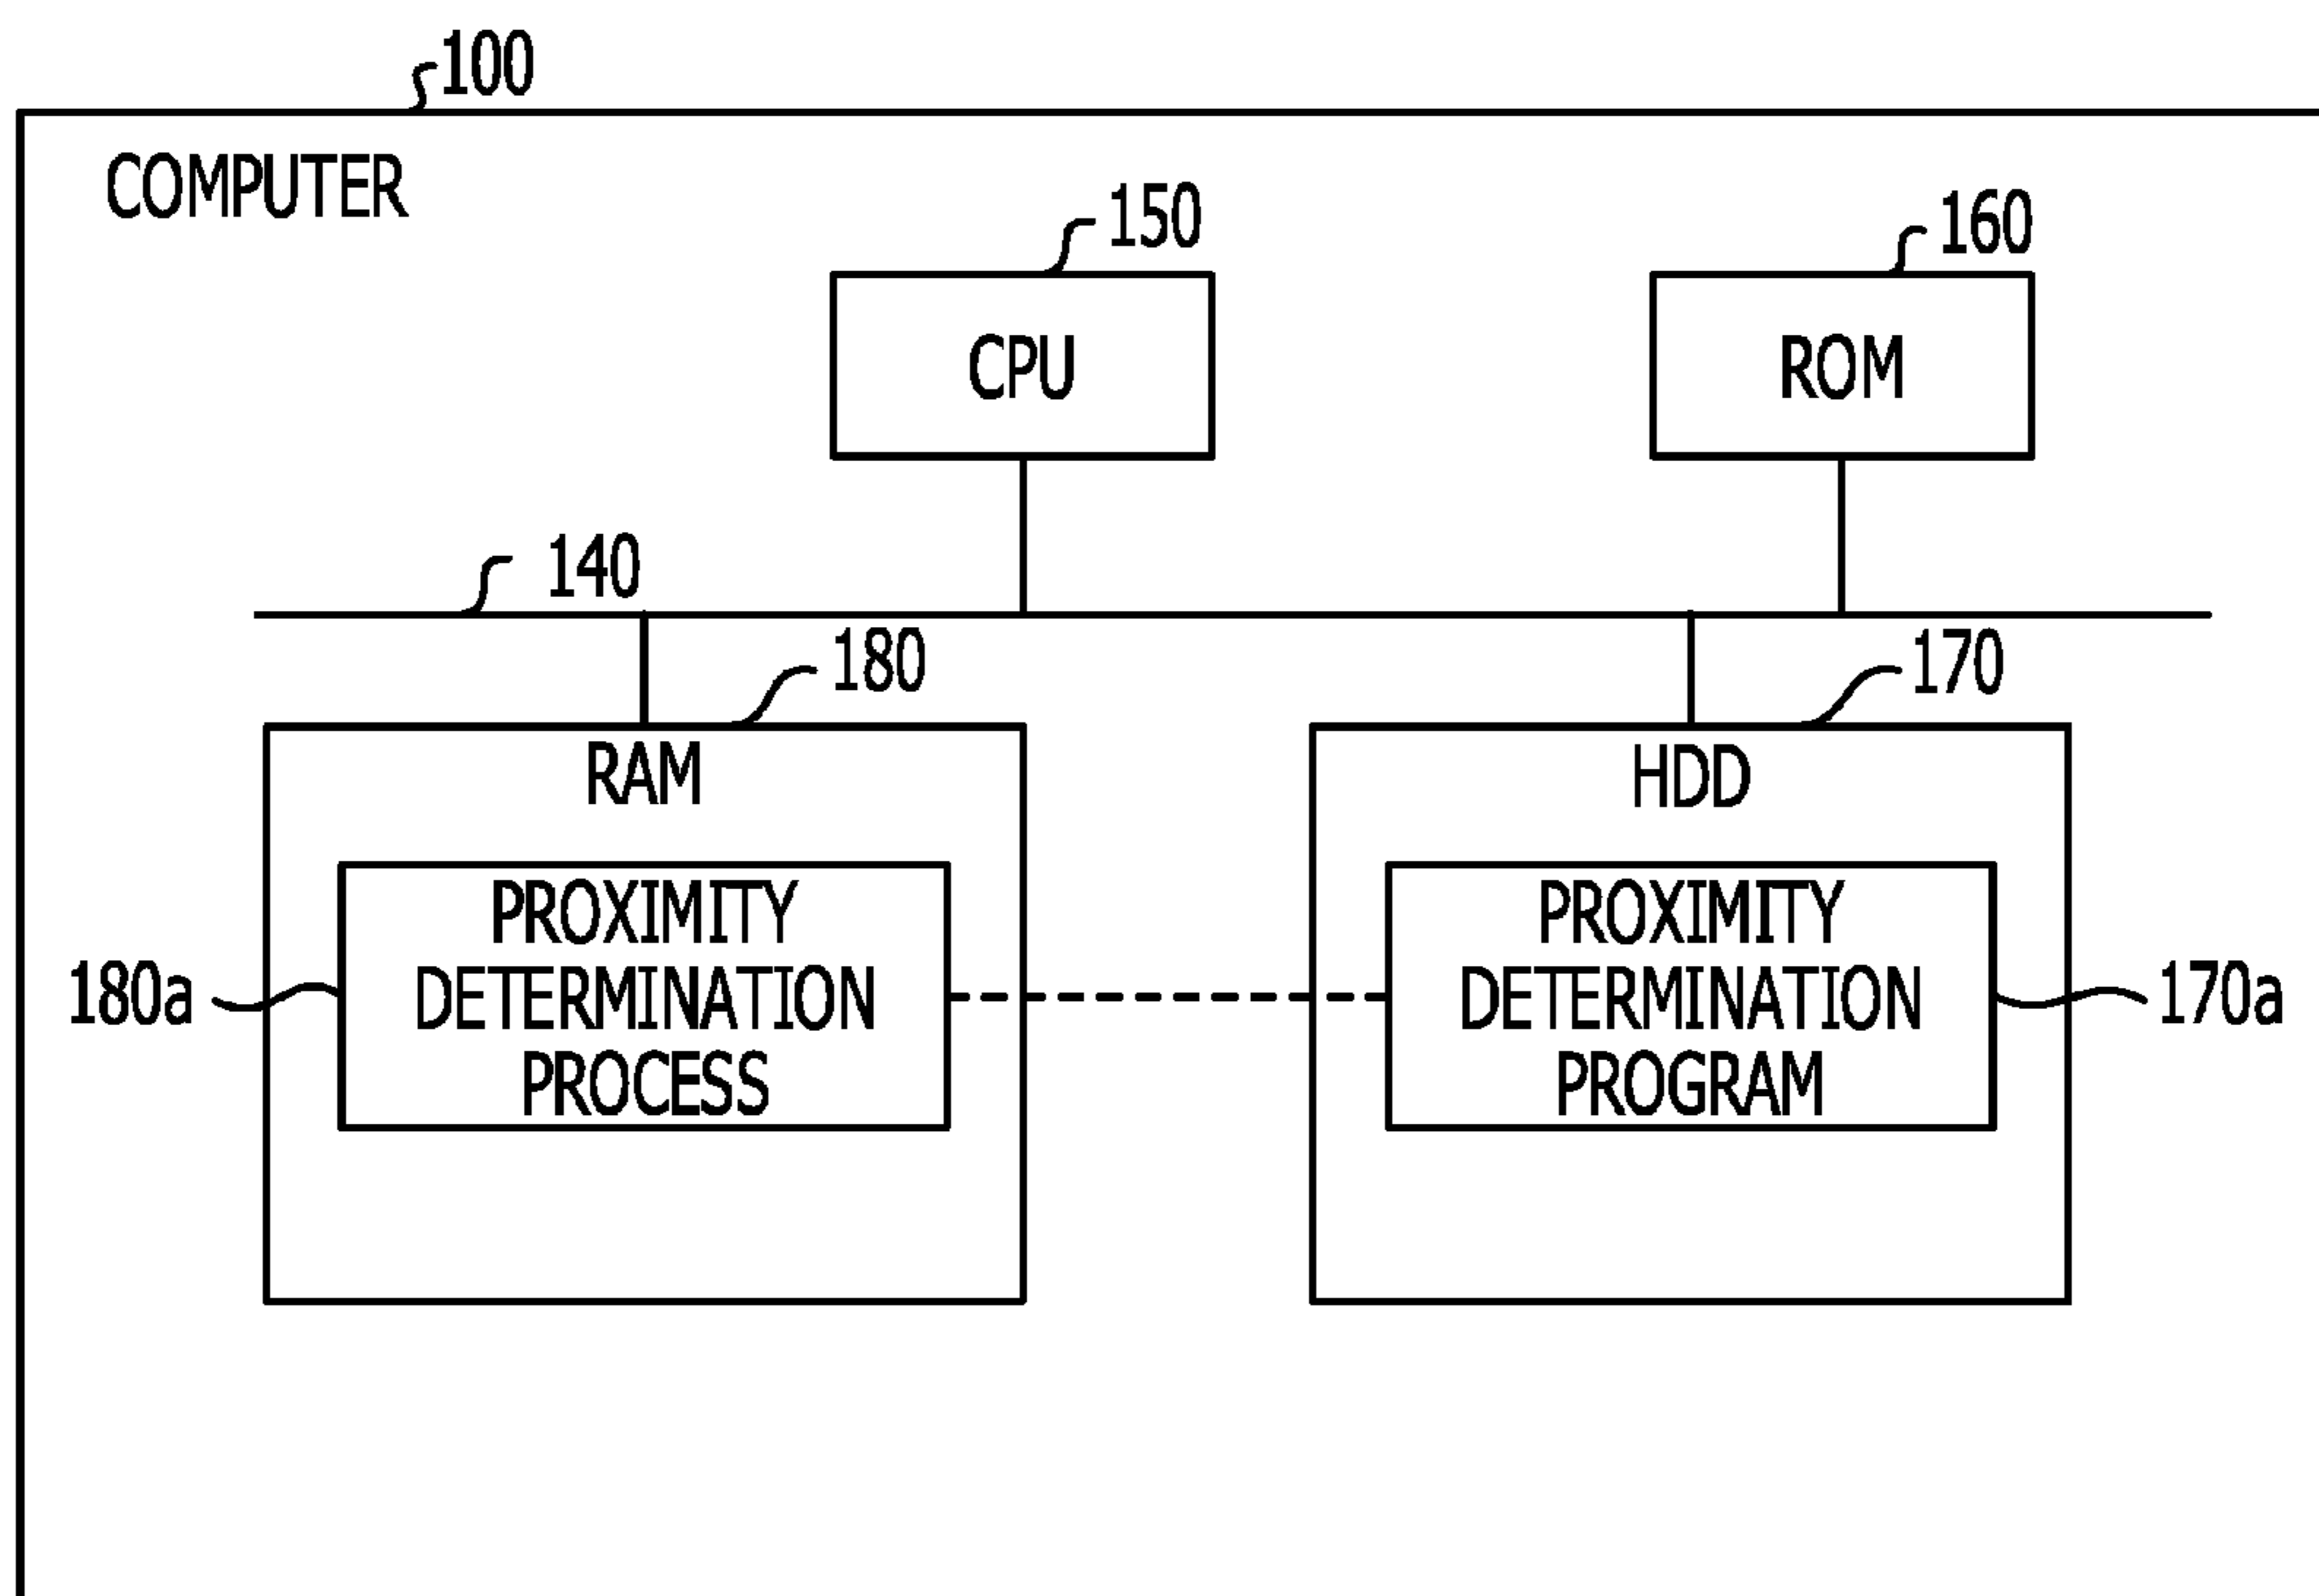 100
COMPUTER
150
160
CPU
ROM
140
180
170
RAM
HDD
PROXIMITY
DETERMINATION
PROCESS
180a
PROXIMITY
DETERMINATION
PROGRAM
170a